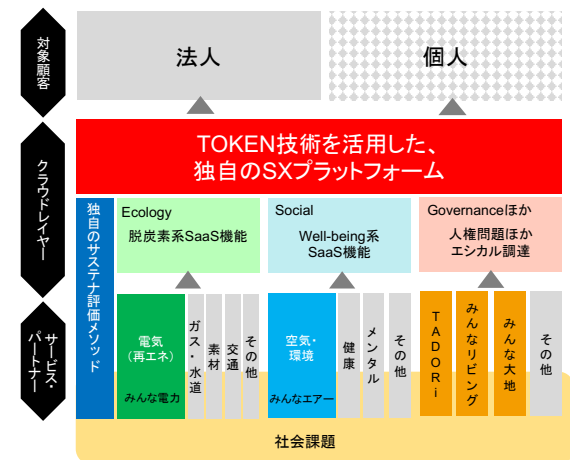 対象顧客
法人
個人
クラウドレイヤー
TOKEN技術を活用した、
独自のSXプラットフォーム
独自のサステナ評価メソッド
Ecology
脱炭素系SaaS機能
Social
Well-being系
SaaS機能
Governanceほか
人権問題ほか
エシカル調達
サービス・
パートナー
電気
(再エネ)
みんな電力
ガス・水道
素材
交通
その他
空気・
環境
みんなエアー
健康
メンタル
その他
TADORi
みんなリビング
みんな大地
その他
社会課題